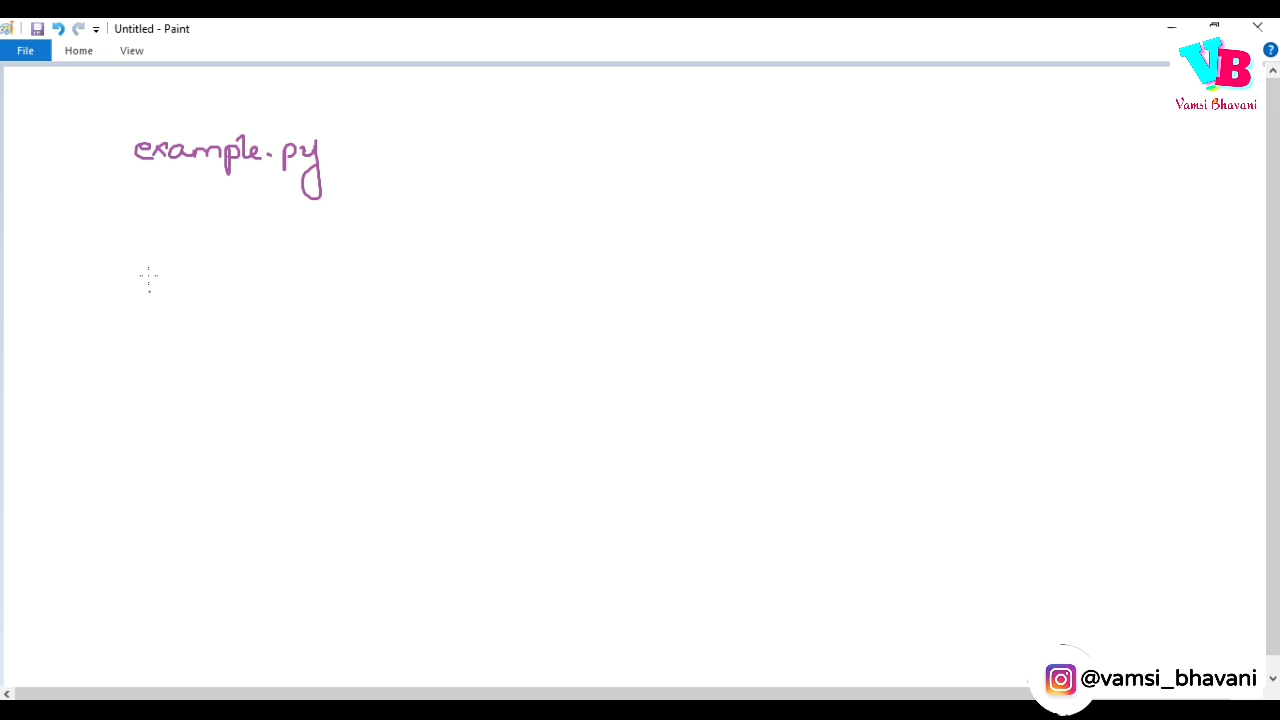 Untitled - Paint
File Home View
VB
Vamsi Bhavani
example.py
@vamsi_bhavani